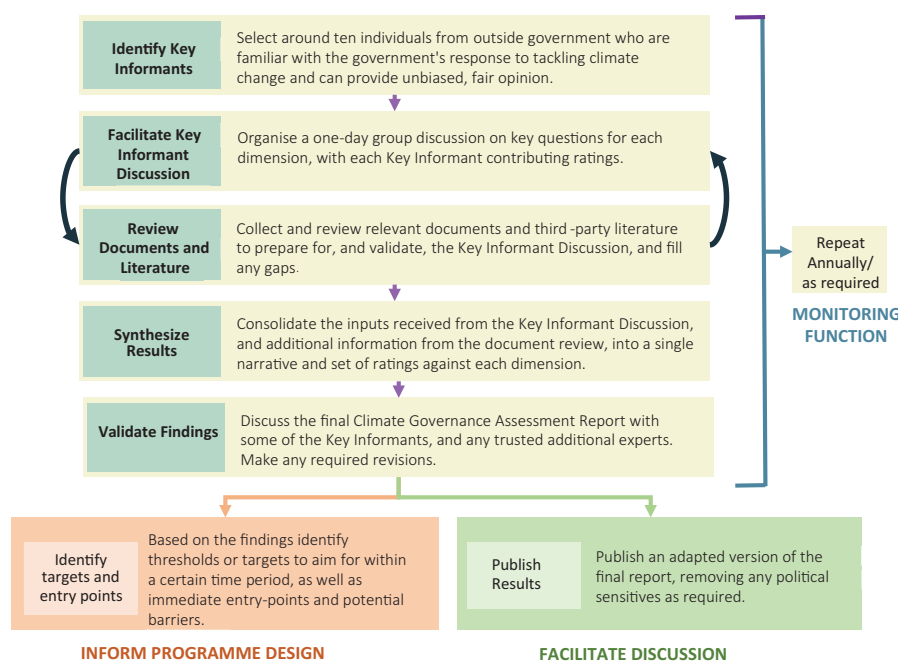 Identify Key
Informants
Select around ten individuals from outside government who are
familiar with the government's response to tackling climate
change and can provide unbiased, fair opinion.
Facilitate Key
Informant
Discussion
Organise a one-day group discussion on key questions for each
dimension, with each Key Informant contributing ratings.
Review
Documents and
Literature
Collect and review relevant documents and third -party literature
to prepare for, and validate, the Key Informant Discussion, and fill
any gaps.
Synthesize
Results
Consolidate the inputs received from the Key Informant Discussion,
and additional information from the document review, into a single
narrative and set of ratings against each dimension.
Validate Findings
Discuss the final Climate Governance Assessment Report with
some of the Key Informants, and any trusted additional experts.
Make any required revisions.
Repeat
Annually/
as required
MONITORING
FUNCTION
Identify
targets and
entry points
Based on the findings identify
thresholds or targets to aim for within
a certain time period, as well as
immediate entry-points and potential
barriers.
INFORM PROGRAMME DESIGN
Publish
Results
Publish an adapted version of the
final report, removing any political
sensitives as required.
FACILITATE DISCUSSION